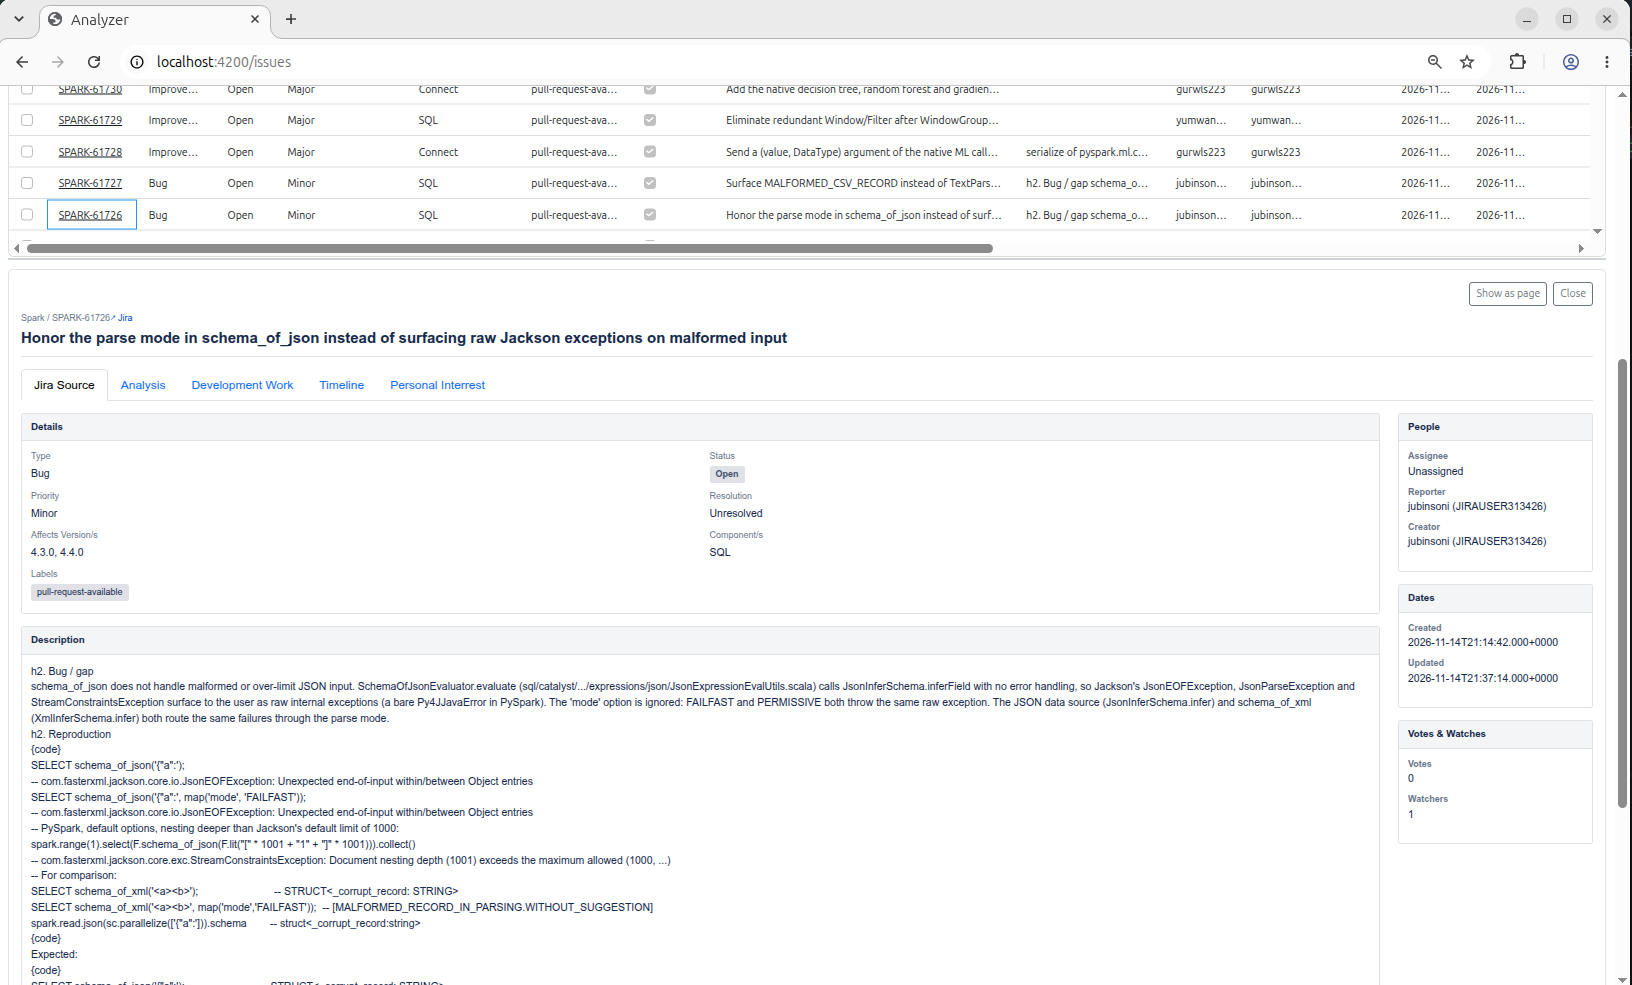 Analyzer
localhost:4200/issues
SPARK-61730 Improve... Open Major Connect pull-request-ava... Add the native decision tree, random forest and gradien... gurwls223 gurwls223 2026-11... 2026-11...
SPARK-61729 Improve... Open Major SQL pull-request-ava... Eliminate redundant Window/Filter after WindowGroup... yumwan... yumwan... 2026-11... 2026-11...
SPARK-61728 Improve... Open Major Connect pull-request-ava... Send a (value, DataType) argument of the native ML call... serialize of pyspark.ml.c... gurwls223 gurwls223 2026-11... 2026-11...
SPARK-61727 Bug Open Minor SQL pull-request-ava... Surface MALFORMED_CSV_RECORD instead of TextPars... h2. Bug / gap schema_o... jubinson... jubinson... 2026-11... 2026-11...
SPARK-61726 Bug Open Minor SQL pull-request-ava... Honor the parse mode in schema_of_json instead of surf... h2. Bug / gap schema_o... jubinson... jubinson... 2026-11... 2026-11...
Show as page Close
Spark / SPARK-61726↗ Jira
Honor the parse mode in schema_of_json instead of surfacing raw Jackson exceptions on malformed input
Jira Source Analysis Development Work Timeline Personal Interrest
Details
Type
Bug
Status
Open
Priority
Minor
Resolution
Unresolved
Affects Version/s
4.3.0, 4.4.0
Component/s
SQL
Labels
pull-request-available
People
Assignee
Unassigned
Reporter
jubinsoni (JIRAUSER313426)
Creator
jubinsoni (JIRAUSER313426)
Dates
Created
2026-11-14T21:14:42.000+0000
Updated
2026-11-14T21:37:14.000+0000
Votes & Watches
Votes
0
Watchers
1
Description
h2. Bug / gap
schema_of_json does not handle malformed or over-limit JSON input. SchemaOfJsonEvaluator.evaluate (sql/catalyst/.../expressions/json/JsonExpressionEvalUtils.scala) calls JsonInferSchema.inferField with no error handling, so Jackson's JsonEOFException, JsonParseException and
StreamConstraintsException surface to the user as raw internal exceptions (a bare Py4JJavaError in PySpark). The 'mode' option is ignored: FAILFAST and PERMISSIVE both throw the same raw exception. The JSON data source (JsonInferSchema.infer) and schema_of_xml
(XmlInferSchema.infer) both route the same failures through the parse mode.
h2. Reproduction
{code}
SELECT schema_of_json('{"a":');
-- com.fasterxml.jackson.core.io.JsonEOFException: Unexpected end-of-input within/between Object entries
SELECT schema_of_json('{"a":', map('mode', 'FAILFAST'));
-- com.fasterxml.jackson.core.io.JsonEOFException: Unexpected end-of-input within/between Object entries
-- PySpark, default options, nesting deeper than Jackson's default limit of 1000:
spark.range(1).select(F.schema_of_json(F.lit("[" * 1001 + "1" + "]" * 1001))).collect()
-- com.fasterxml.jackson.core.exc.StreamConstraintsException: Document nesting depth (1001) exceeds the maximum allowed (1000, ...)
-- For comparison:
SELECT schema_of_xml('<a><b>'); -- STRUCT<_corrupt_record: STRING>
SELECT schema_of_xml('<a><b>', map('mode','FAILFAST')); -- [MALFORMED_RECORD_IN_PARSING.WITHOUT_SUGGESTION]
spark.read.json(sc.parallelize(['{"a":'])).schema -- struct<_corrupt_record:string>
{code}
Expected:
{code}
SELECT schema_of_json('{"a":'); -- STRUCT<_corrupt_record: STRING>